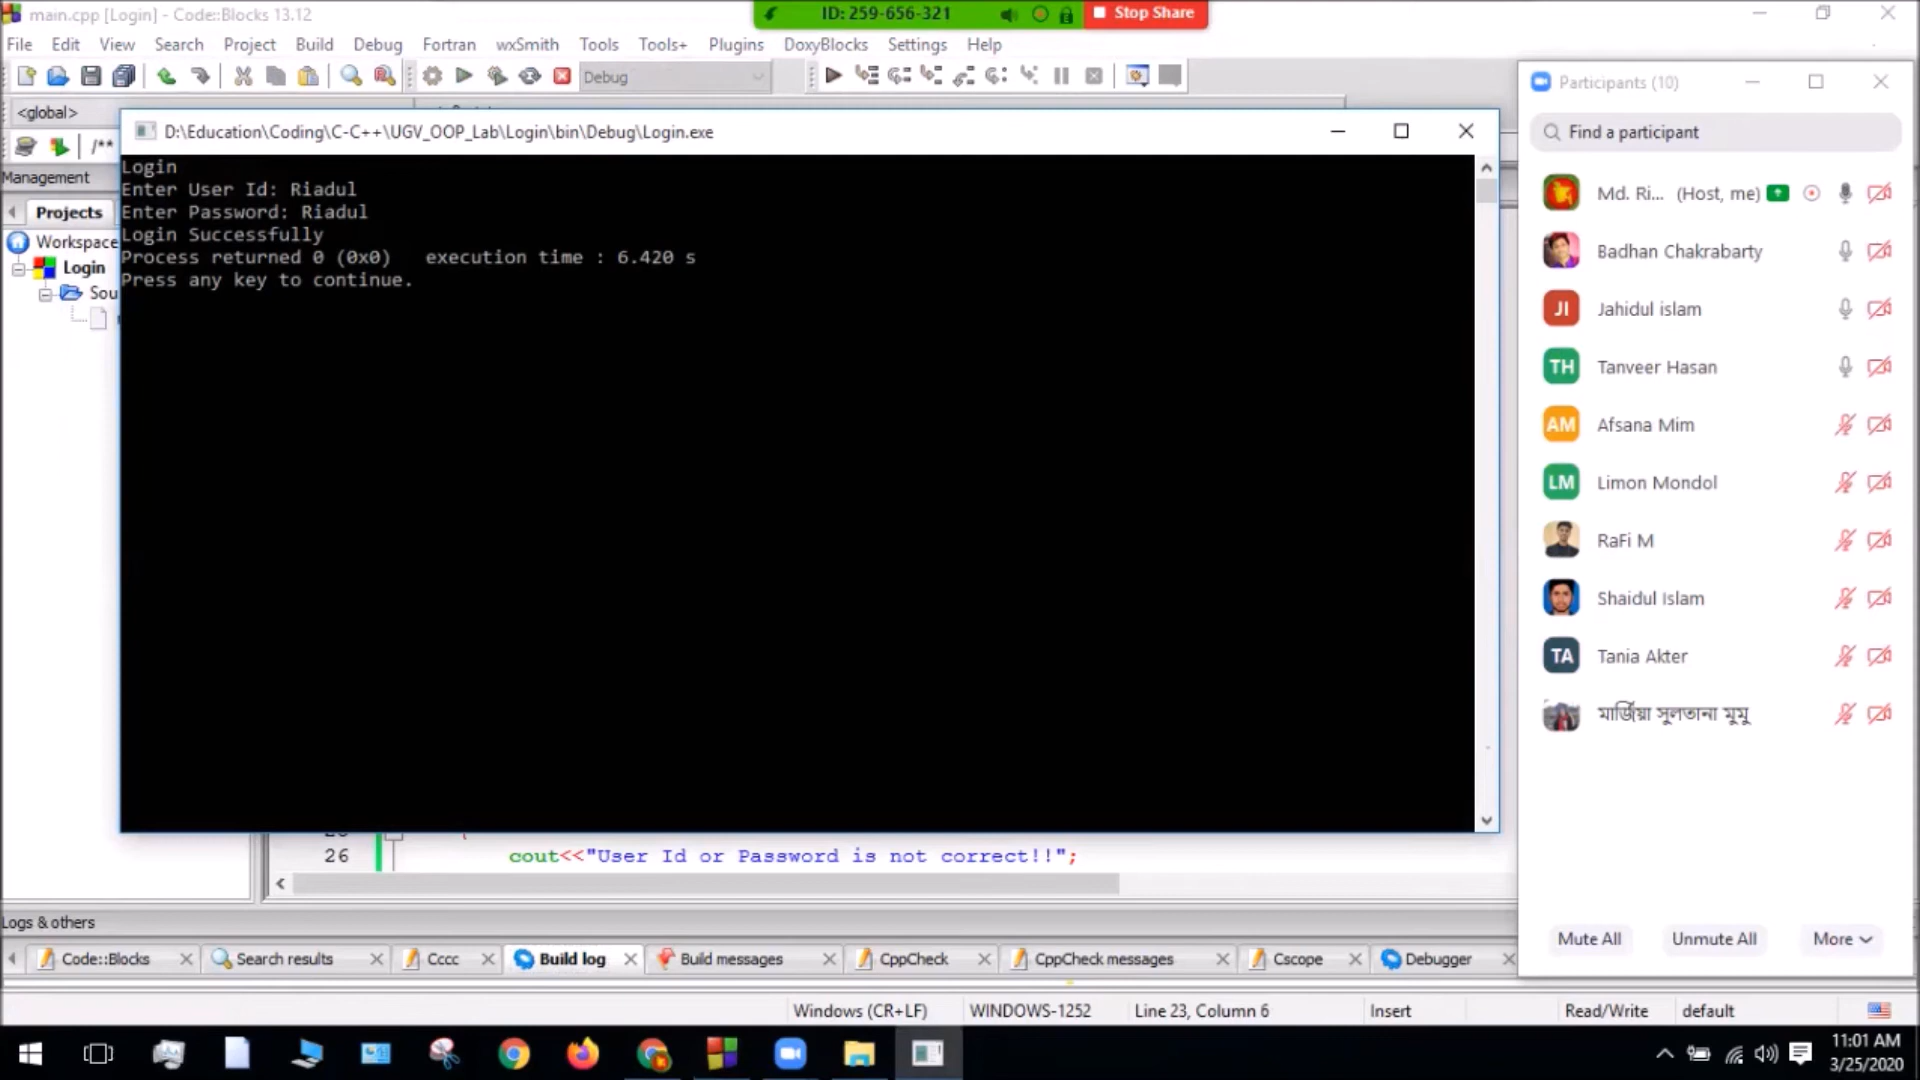 main.cpp [Login] - Code::Blocks 13.12
ID: 259-656-321
Stop Share
File Edit View Search Project Build Debug Fortran wxSmith Tools Tools+ Plugins DoxyBlocks Settings Help
Debug
<global>
/**
Management
Projects
Workspace
Login
Sou
D:\Education\Coding\C-C++\UGV_OOP_Lab\Login\bin\Debug\Login.exe
Login
Enter User Id: Riadul
Enter Password: Riadul
Login Successfully
Process returned 0 (0x0)   execution time : 6.420 s
Press any key to continue.
26 cout<<"User Id or Password is not correct!!";
Participants (10)
Find a participant
Md. Ri... (Host, me)
Badhan Chakrabarty
JI Jahidul islam
TH Tanveer Hasan
AM Afsana Mim
LM Limon Mondol
RaFi M
Shaidul Islam
TA Tania Akter
মার্জিয়া সুলতানা মুমু
Mute All Unmute All More
Logs & others
Code::Blocks Search results Cccc Build log Build messages CppCheck CppCheck messages Cscope Debugger
Windows (CR+LF) WINDOWS-1252 Line 23, Column 6 Insert Read/Write default
11:01 AM
3/25/2020